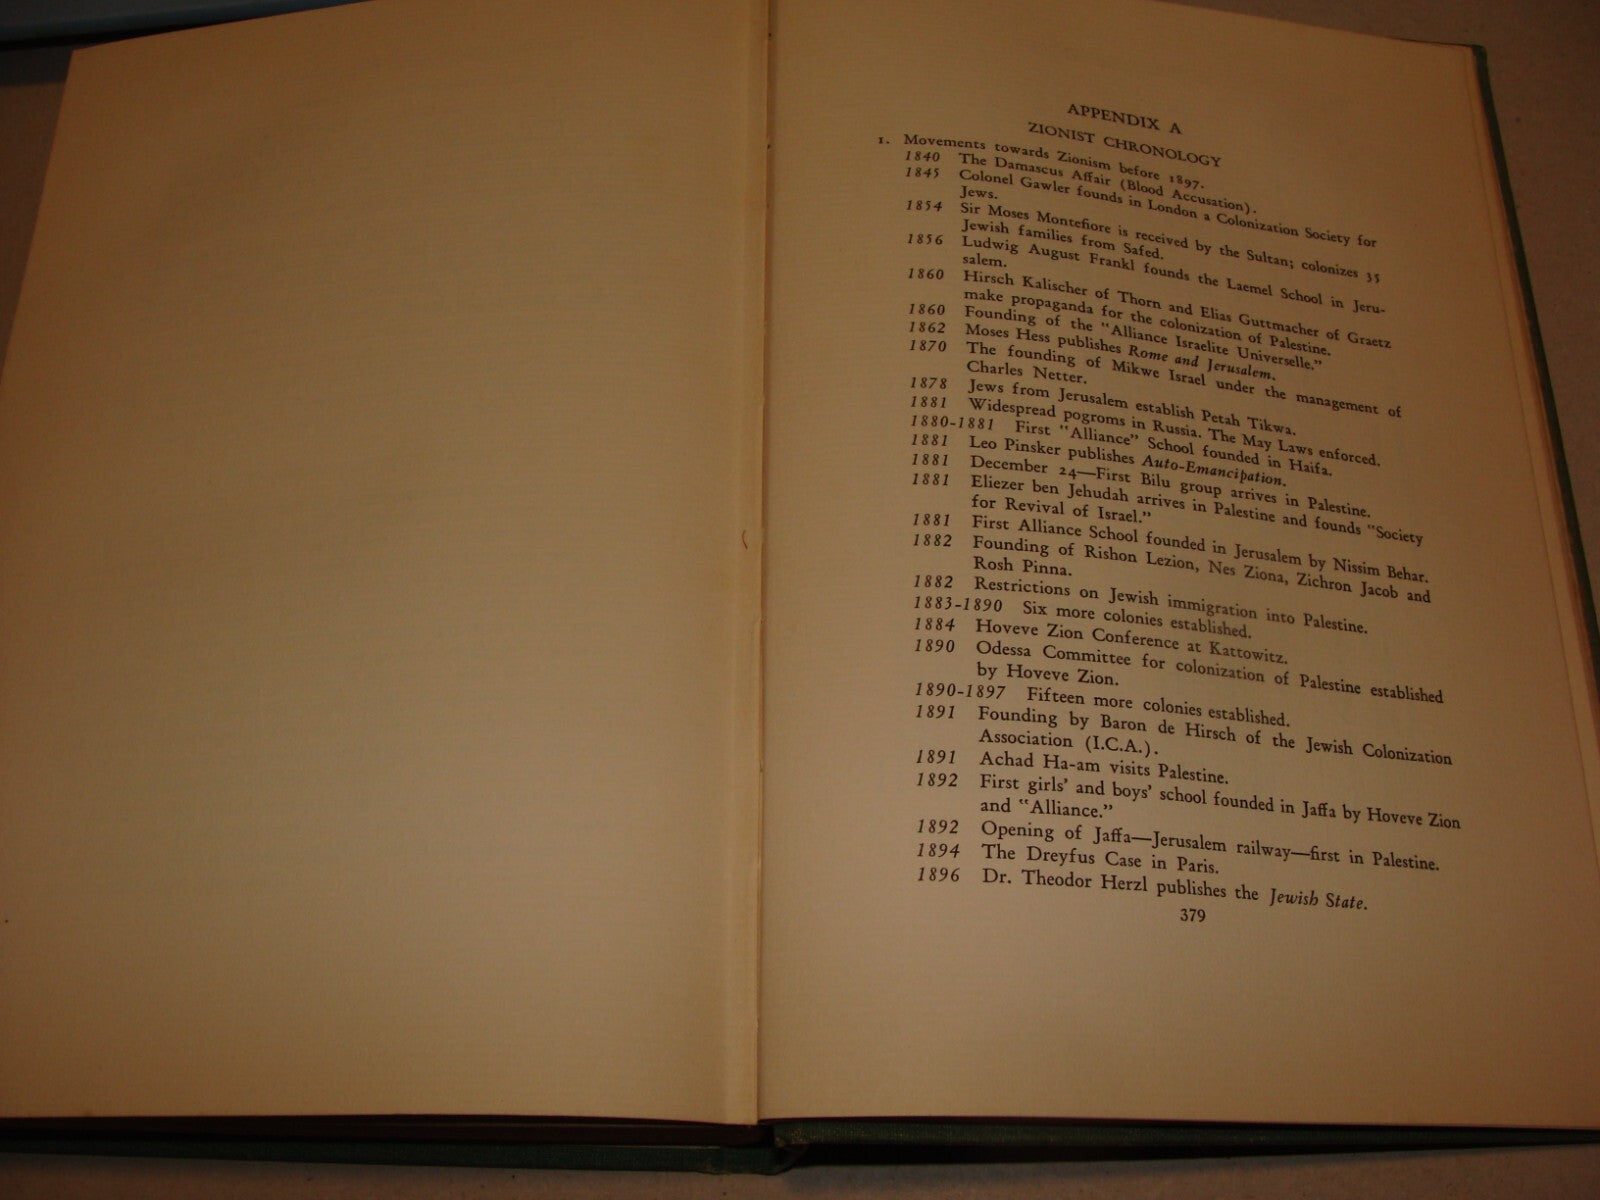 APPENDIX A
ZIONIST CHRONOLOGY
1. Movements towards Zionism before 1897.
1840 The Damascus Affair (Blood Accusation).
1845 Colonel Gawler founds in London a Colonization Society for
Jews.
1854 Sir Moses Montefiore is received by the Sultan; colonizes 35
Jewish families from Safed.
1856 Ludwig August Frankl founds the Laemel School in Jeru-
salem.
1860 Hirsch Kalischer of Thorn and Elias Guttmacher of Graetz
make propaganda for the colonization of Palestine.
1860 Founding of the "Alliance Israelite Universelle."
1862 Moses Hess publishes Rome and Jerusalem.
1870 The founding of Mikwe Israel under the management of
Charles Netter.
1878 Jews from Jerusalem establish Petah Tikwa.
1881 Widespread pogroms in Russia. The May Laws enforced.
1880-1881 First "Alliance" School founded in Haifa.
1881 Leo Pinsker publishes Auto-Emancipation.
1881 December 24—First Bilu group arrives in Palestine.
1881 Eliezer ben Jehudah arrives in Palestine and founds "Society
for Revival of Israel."
1881 First Alliance School founded in Jerusalem by Nissim Behar.
1882 Founding of Rishon Lezion, Nes Ziona, Zichron Jacob and
Rosh Pinna.
1882 Restrictions on Jewish immigration into Palestine.
1883-1890 Six more colonies established.
1884 Hoveve Zion Conference at Kattowitz.
1890 Odessa Committee for colonization of Palestine established
by Hoveve Zion.
1890-1897 Fifteen more colonies established.
1891 Founding by Baron de Hirsch of the Jewish Colonization
Association (I.C.A.).
1891 Achad Ha-am visits Palestine.
1892 First girls' and boys' school founded in Jaffa by Hoveve Zion
and "Alliance."
1892 Opening of Jaffa—Jerusalem railway—first in Palestine.
1894 The Dreyfus Case in Paris.
1896 Dr. Theodor Herzl publishes the Jewish State.
379